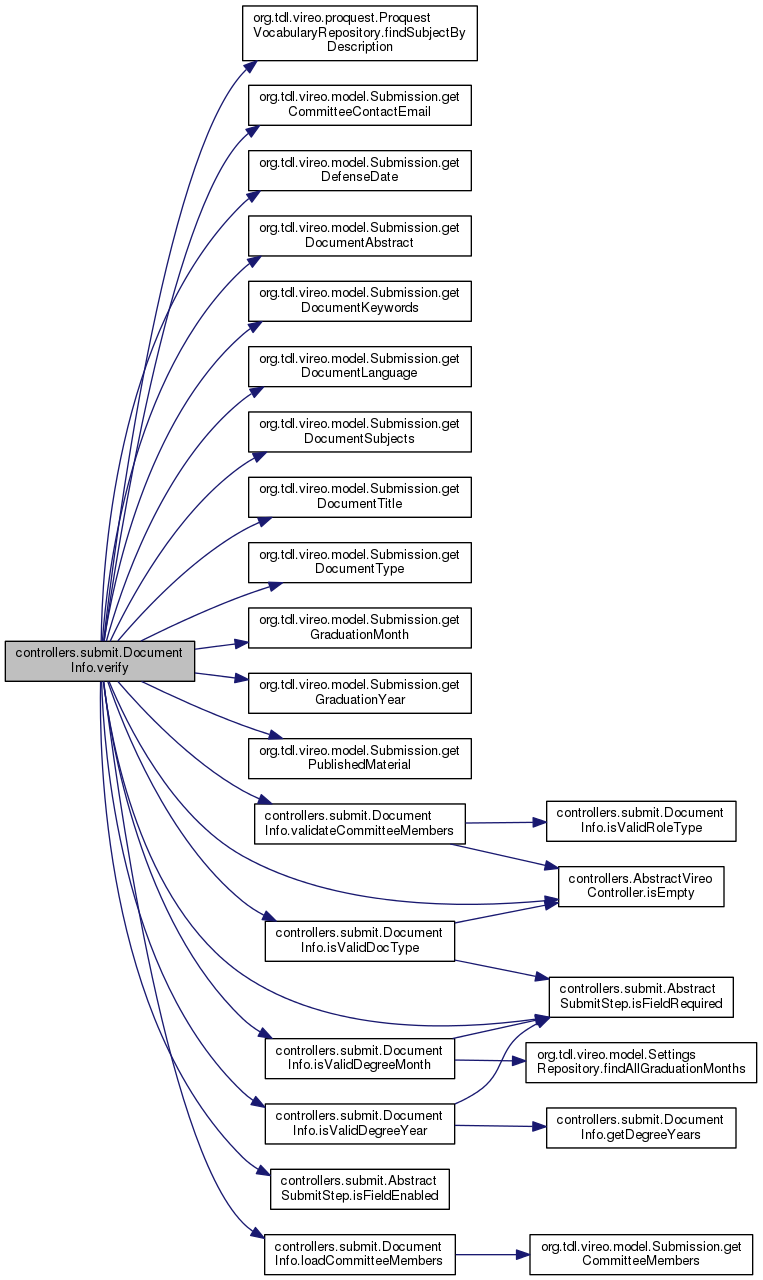 org.tdl.vireo.proquest.Proquest
VocabularyRepository.findSubjectBy
Description
org.tdl.vireo.model.Submission.get
CommitteeContactEmail
org.tdl.vireo.model.Submission.get
DefenseDate
org.tdl.vireo.model.Submission.get
DocumentAbstract
org.tdl.vireo.model.Submission.get
DocumentKeywords
org.tdl.vireo.model.Submission.get
DocumentLanguage
org.tdl.vireo.model.Submission.get
DocumentSubjects
org.tdl.vireo.model.Submission.get
DocumentTitle
org.tdl.vireo.model.Submission.get
DocumentType
org.tdl.vireo.model.Submission.get
GraduationMonth
controllers.submit.Document
Info.verify
org.tdl.vireo.model.Submission.get
GraduationYear
org.tdl.vireo.model.Submission.get
PublishedMaterial
controllers.submit.Document
Info.validateCommitteeMembers
controllers.submit.Document
Info.isValidRoleType
controllers.AbstractVireo
Controller.isEmpty
controllers.submit.Document
Info.isValidDocType
controllers.submit.Abstract
SubmitStep.isFieldRequired
controllers.submit.Document
Info.isValidDegreeMonth
org.tdl.vireo.model.Settings
Repository.findAllGraduationMonths
controllers.submit.Document
Info.isValidDegreeYear
controllers.submit.Document
Info.getDegreeYears
controllers.submit.Abstract
SubmitStep.isFieldEnabled
controllers.submit.Document
Info.loadCommitteeMembers
org.tdl.vireo.model.Submission.get
CommitteeMembers